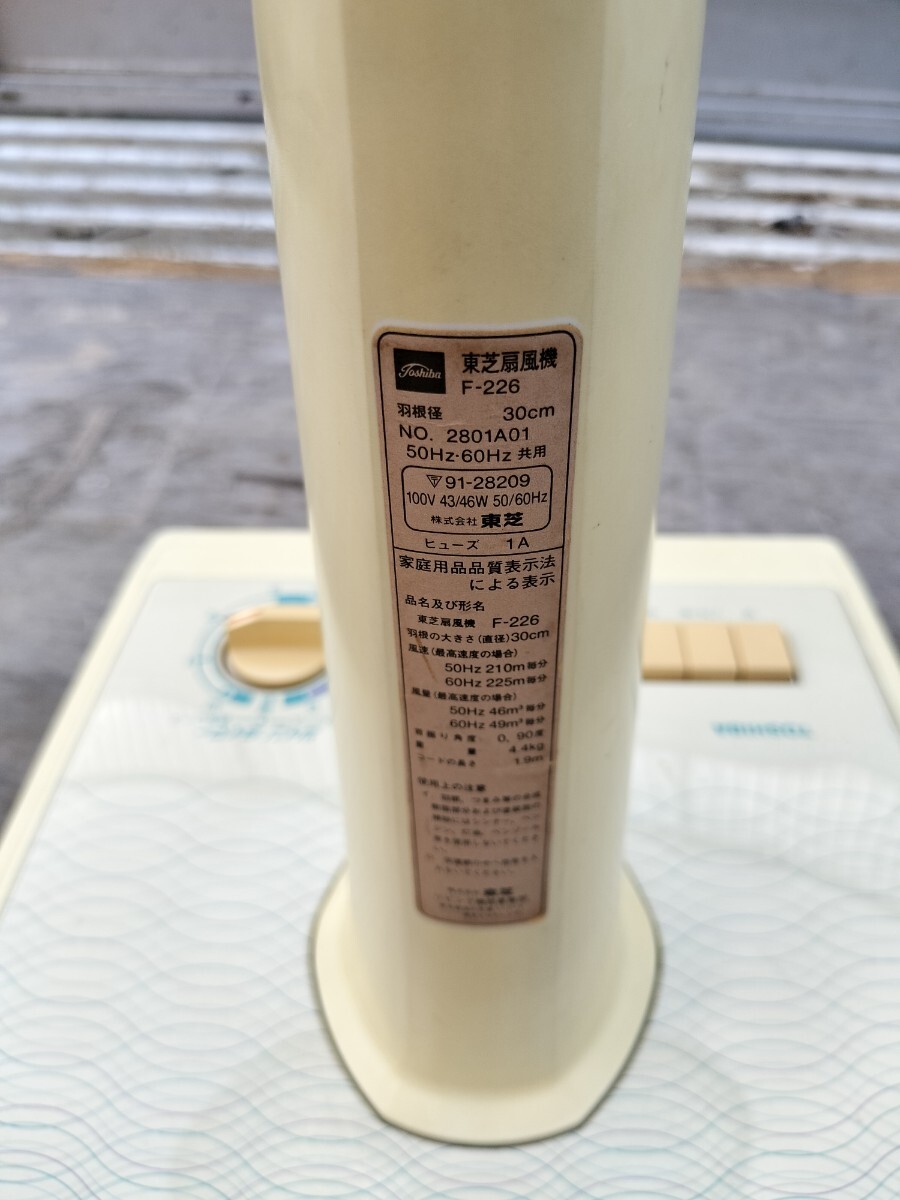 Toshiba
東芝扇風機
F-226
羽根径 30cm
NO. 2801A01
50Hz・60Hz 共用
91-28209
100V 43/46W 50/60Hz
株式会社 東芝
ヒューズ 1A
家庭用品品質表示法
による表示
品名及び形名
東芝扇風機 F-226
羽根の大きさ(直径)30cm
風速(最高速度の場合)
50Hz 210m毎分
60Hz 225m毎分
風量(最高速度の場合)
50Hz 46m³毎分
60Hz 49m³毎分
首振り角度 0, 90度
重量 4.4kg
コードの長さ 1.9m
使用上の注意
株式会社 東芝
TOSHIBA